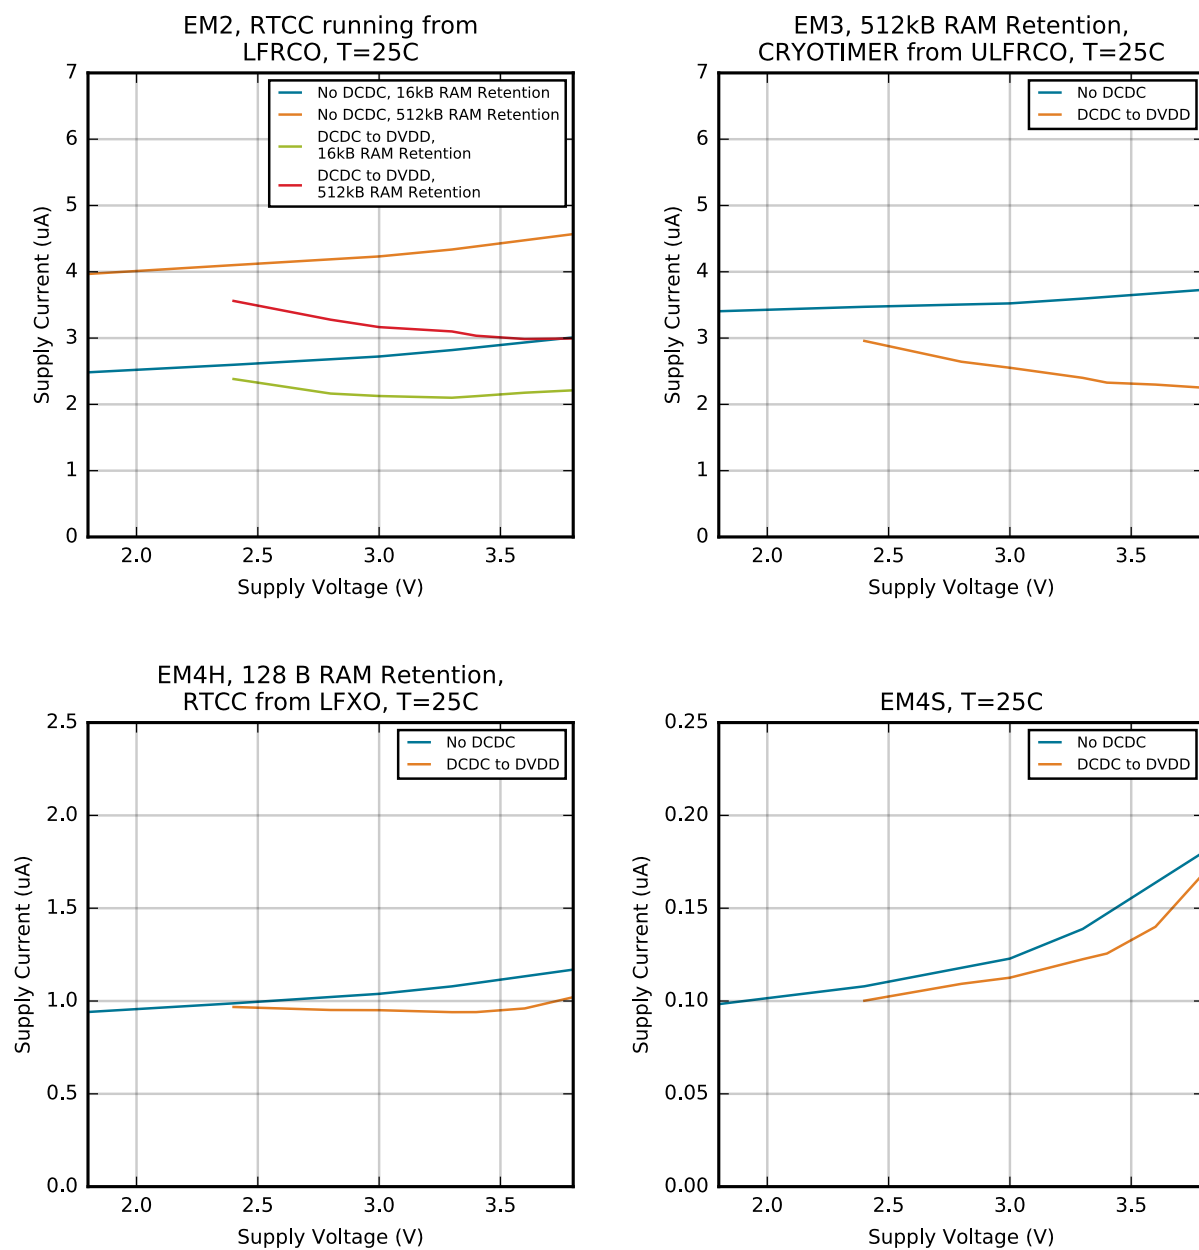 EM2, RTCC running from
LFRCO, T=25C
7
6
5
4
3
2
1
0
Supply Current (uA)
No DCDC, 16kB RAM Retention
No DCDC, 512kB RAM Retention
DCDC to DVDD,
16kB RAM Retention
DCDC to DVDD,
512kB RAM Retention
2.0
2.5
3.0
3.5
Supply Voltage (V)
EM3, 512kB RAM Retention,
CRYOTIMER from ULFRCO, T=25C
7
6
5
4
3
2
1
0
Supply Current (uA)
No DCDC
DCDC to DVDD
2.0
2.5
3.0
3.5
Supply Voltage (V)
EM4H, 128 B RAM Retention,
RTCC from LFXO, T=25C
2.5
2.0
1.5
1.0
0.5
0.0
Supply Current (uA)
No DCDC
DCDC to DVDD
2.0
2.5
3.0
3.5
Supply Voltage (V)
EM4S, T=25C
0.25
0.20
0.15
0.10
0.05
0.00
Supply Current (uA)
No DCDC
DCDC to DVDD
2.0
2.5
3.0
3.5
Supply Voltage (V)